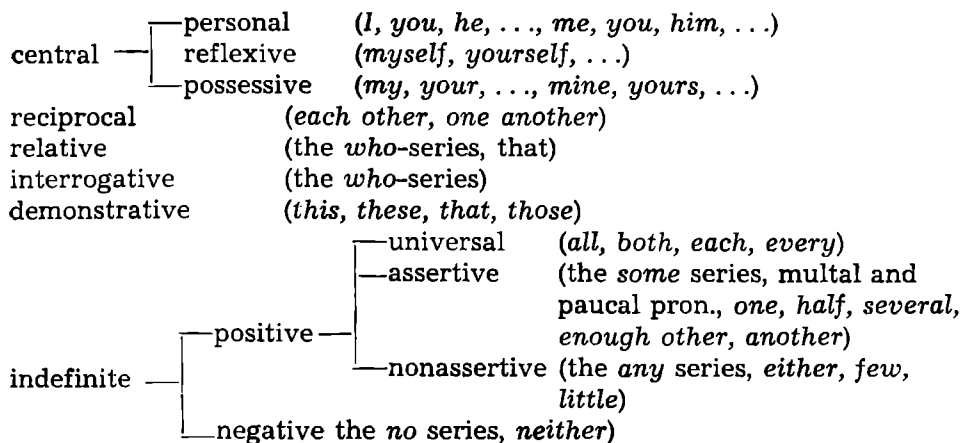 personal (I, you, he, ..., me, you, him, ...)
central reflexive (myself, yourself, ...)
possessive (my, your, ..., mine, yours, ...)
reciprocal (each other, one another)
relative (the who-series, that)
interrogative (the who-series)
demonstrative (this, these, that, those)
universal (all, both, each, every)
assertive (the some series, multal and
paucal pron., one, half, several,
positive enough other, another)
indefinite nonassertive (the any series, either, few,
little)
negative the no series, neither)